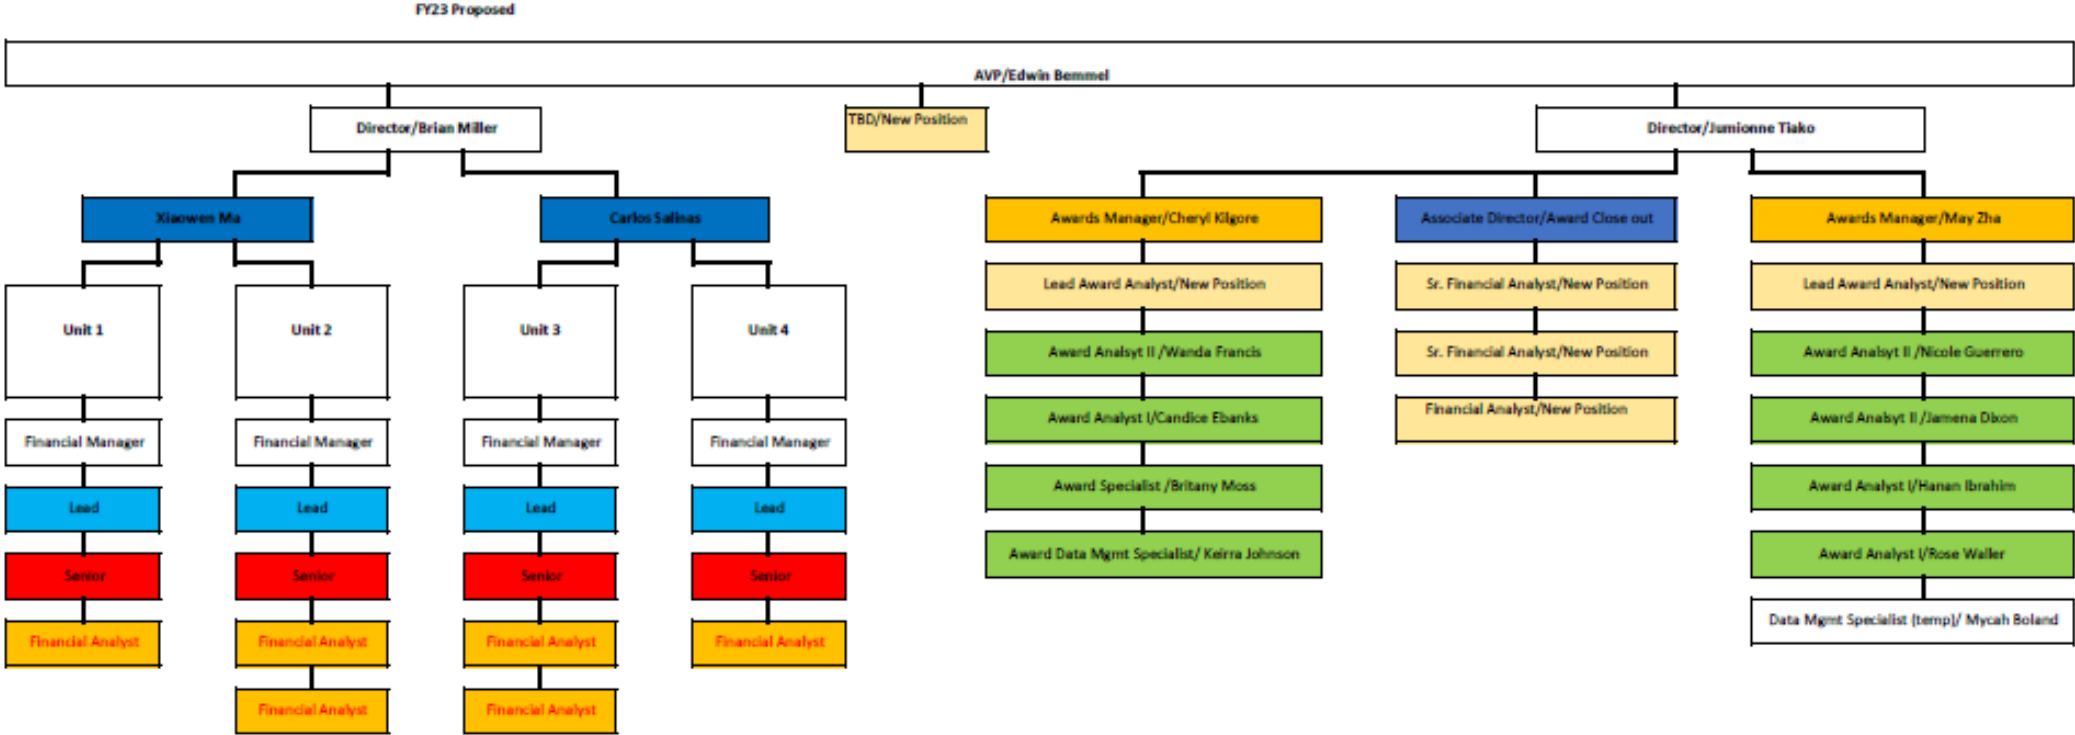 FY23 Proposed
AVP/Edwin Bemmel
Director/Brian Miller
TBD/New Position
Director/Jumionne Tiako
Xiaowen Ma
Carlos Salinas
Awards Manager/Cheryl Kilgore
Associate Director/Award Close out
Awards Manager/May Zha
Lead Award Analyst/New Position
Sr. Financial Analyst/New Position
Lead Award Analyst/New Position
Unit 1
Unit 2
Unit 3
Unit 4
Award Analsyt II /Wanda Francis
Sr. Financial Analyst/New Position
Award Analsyt II /Nicole Guerrero
Award Analyst I/Candice Ebanks
Financial Analyst/New Position
Award Analsyt II /Jamena Dixon
Financial Manager
Financial Manager
Financial Manager
Financial Manager
Award Specialist /Britany Moss
Award Analyst I/Hanan Ibrahim
Lead
Lead
Lead
Lead
Award Data Mgmt Specialist/ Keirra Johnson
Award Analyst I/Rose Waller
Senior
Senior
Senior
Senior
Data Mgmt Specialist (temp)/ Mycah Boland
Financial Analyst
Financial Analyst
Financial Analyst
Financial Analyst
Financial Analyst
Financial Analyst